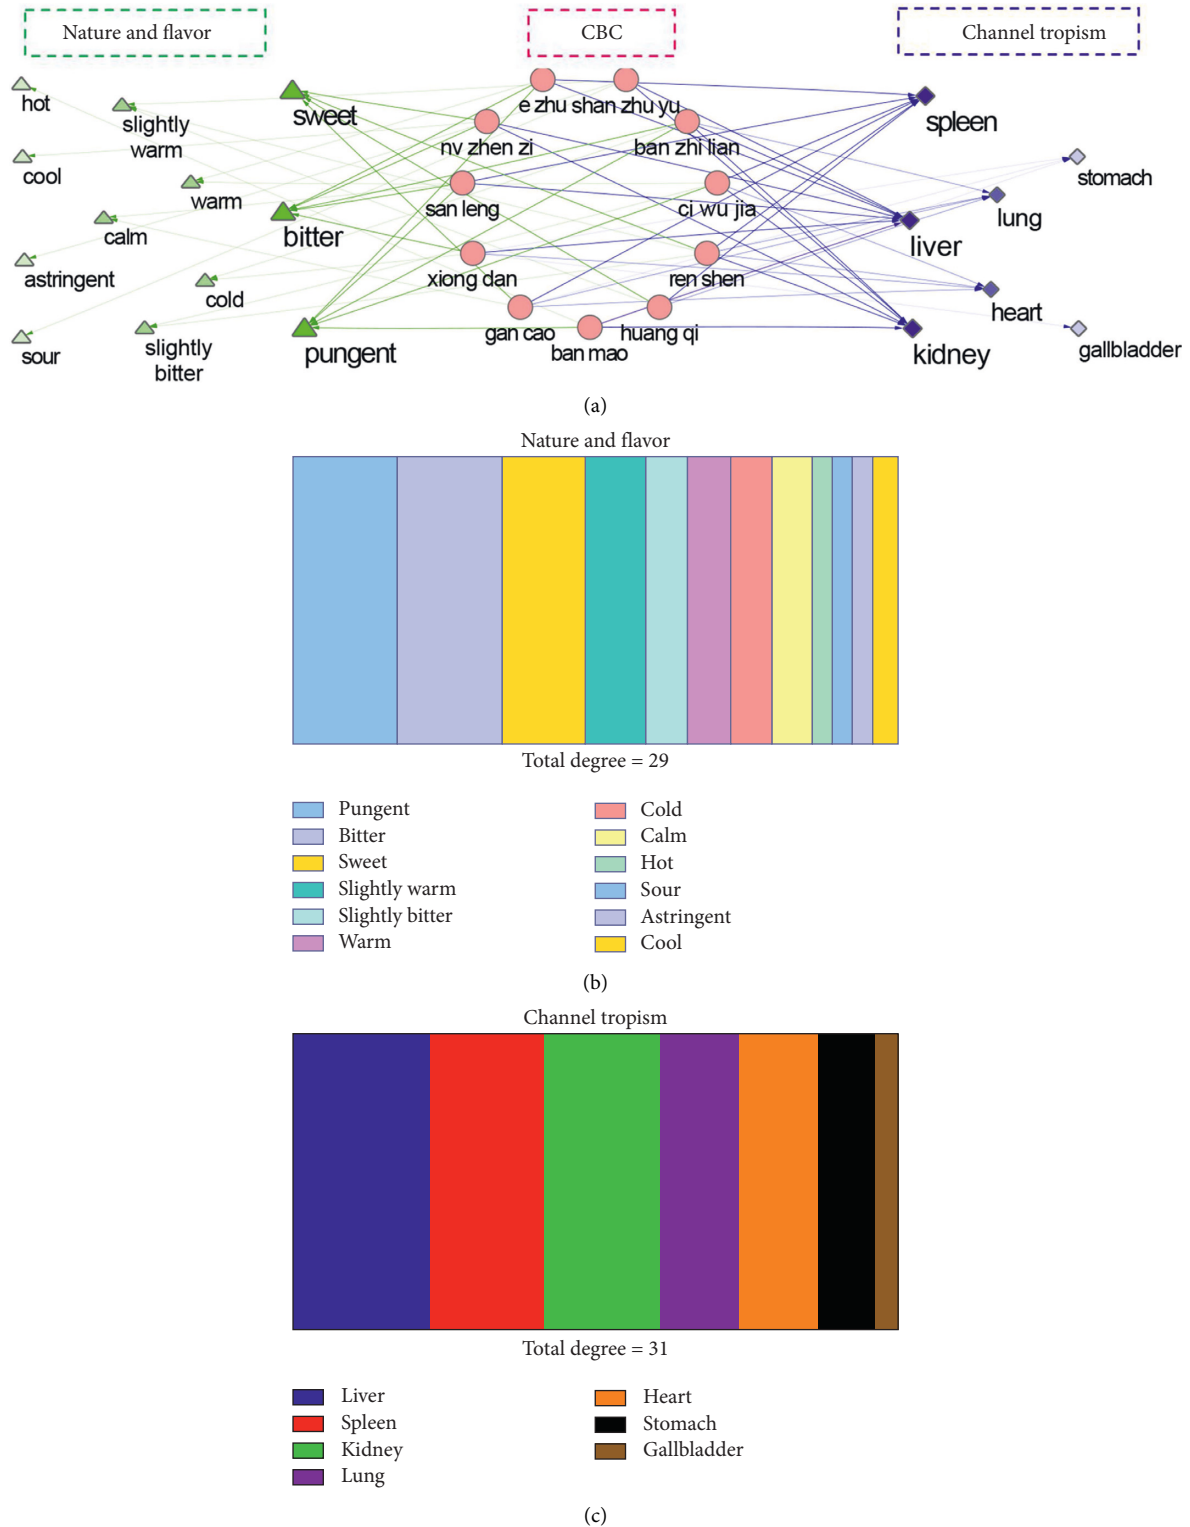 Nature and flavor
CBC
Channel tropism
hot
slightly
warm
sweet
e zhu
shan zhu yu
spleen
cool
warm
nv zhen zi
ban zhi lian
stomach
calm
bitter
san leng
ci wu jia
lung
liver
astringent
cold
xiong dan
ren shen
heart
sour
slightly
bitter
pungent
gan cao
ban mao
huang qi
kidney
gallbladder
(a)
Nature and flavor
Total degree = 29
Pungent
Bitter
Sweet
Slightly warm
Slightly bitter
Warm
Cold
Calm
Hot
Sour
Astringent
Cool
(b)
Channel tropism
Total degree = 31
Liver
Spleen
Kidney
Lung
Heart
Stomach
Gallbladder
(c)